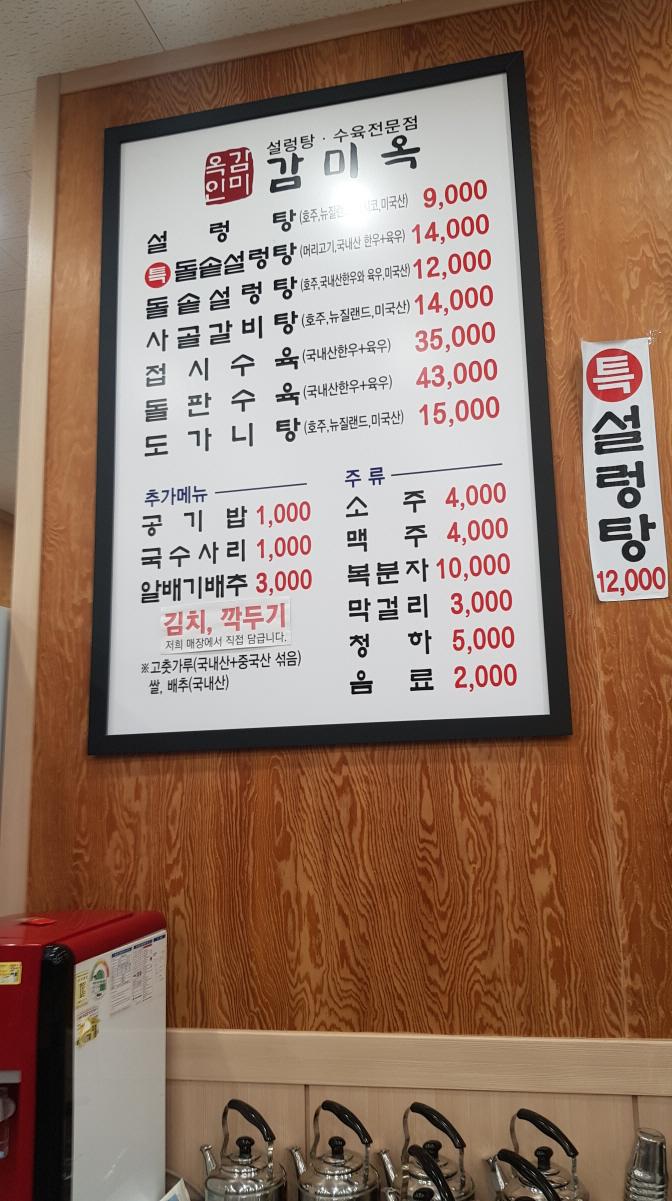 설렁탕 · 수육전문점
옥감
인미
감미옥
설렁탕 (호주,뉴질 미국산) 9,000
특 돌솥설렁탕 (머리고기,국내산 한우+육우) 14,000
돌솥설렁탕 (호주,국내산한우와 육우,미국산) 12,000
사골갈비탕 (호주,뉴질랜드,미국산) 14,000
접시수육 (국내산한우+육우) 35,000
돌판수육 (국내산한우+육우) 43,000
도가니탕 (호주,뉴질랜드,미국산) 15,000
추가메뉴
공기밥 1,000
국수사리 1,000
알배기배추 3,000
김치, 깍두기
저희 매장에서 직접 담급니다.
※고춧가루(국내산+중국산 섞음)
쌀, 배추(국내산)
주류
소주 4,000
맥주 4,000
복분자 10,000
막걸리 3,000
청하 5,000
음료 2,000
특
설렁탕
12,000